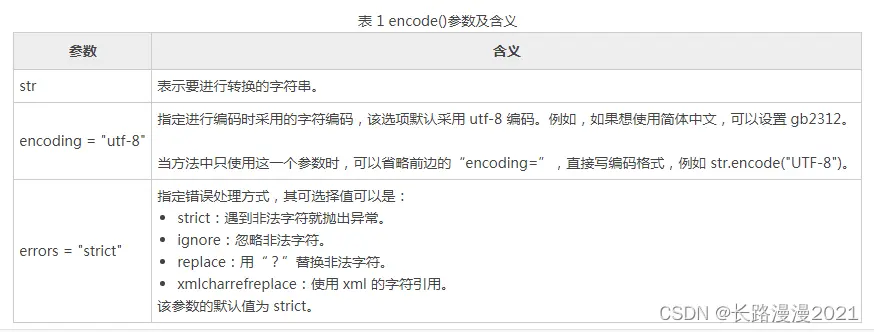 表 1 encode()参数及含义
参数 含义
str 表示要进行转换的字符串。
encoding = "utf-8" 指定进行编码时采用的字符编码，该选项默认采用 utf-8 编码。例如，如果想使用简体中文，可以设置 gb2312。
当方法中只使用这一个参数时，可以省略前边的“encoding=”，直接写编码格式，例如 str.encode("UTF-8")。
errors = "strict" 指定错误处理方式，其可选择值可以是：
• strict：遇到非法字符就抛出异常。
• ignore：忽略非法字符。
• replace：用“？”替换非法字符。
• xmlcharrefreplace：使用 xml 的字符引用。
该参数的默认值为 strict。
CSDN @长路漫漫2021